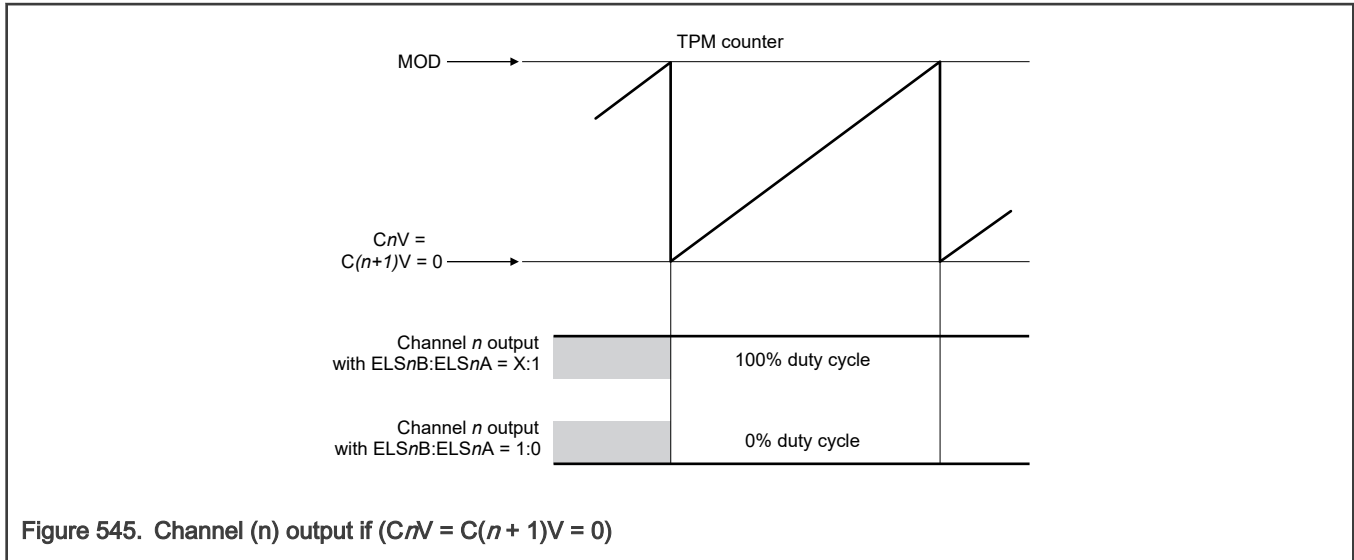 TPM counter
MOD
CnV =
C(n+1)V = 0
Channel n output
with ELSnB:ELSnA = X:1
100% duty cycle
Channel n output
with ELSnB:ELSnA = 1:0
0% duty cycle
Figure 545. Channel (n) output if (CnV = C(n + 1)V = 0)